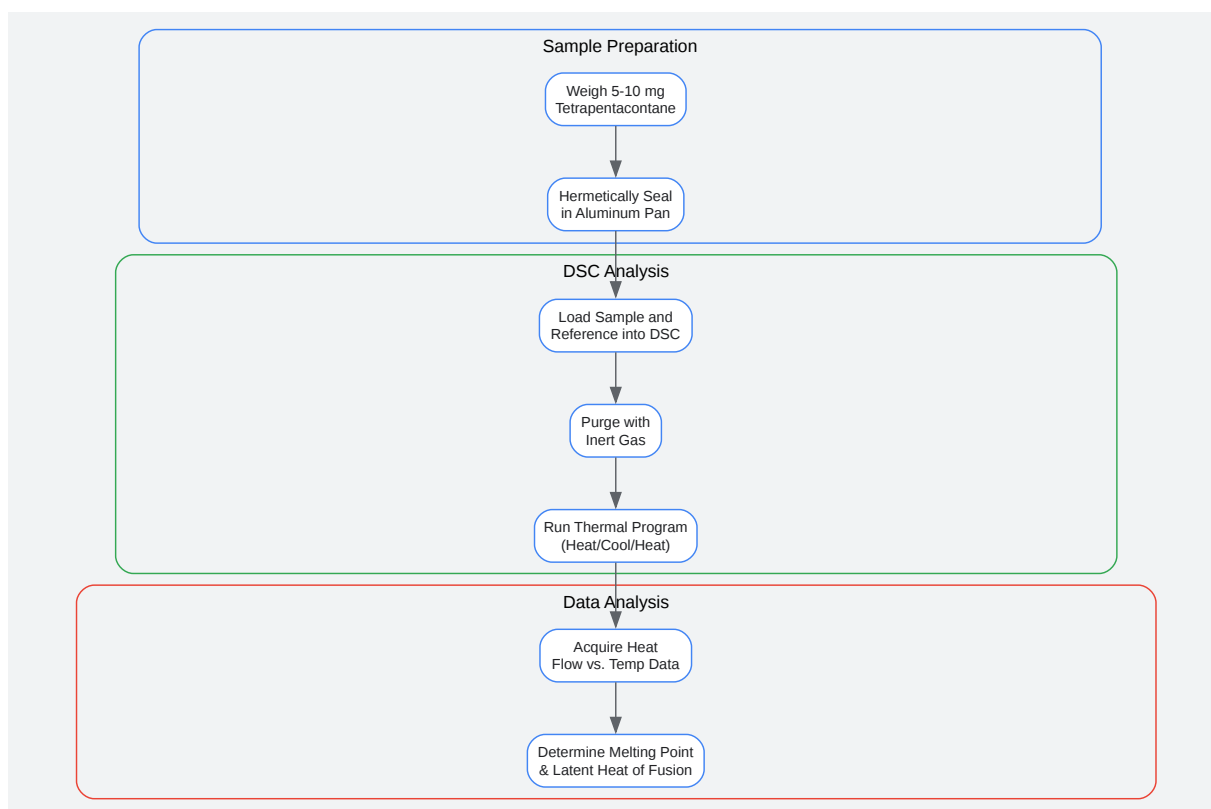 Sample Preparation
Weigh 5-10 mg
Tetrapentacontane
Hermetically Seal
in Aluminum Pan
DSC Analysis
Load Sample and
Reference into DSC
Purge with
Inert Gas
Run Thermal Program
(Heat/Cool/Heat)
Data Analysis
Acquire Heat
Flow vs. Temp Data
Determine Melting Point
& Latent Heat of Fusion